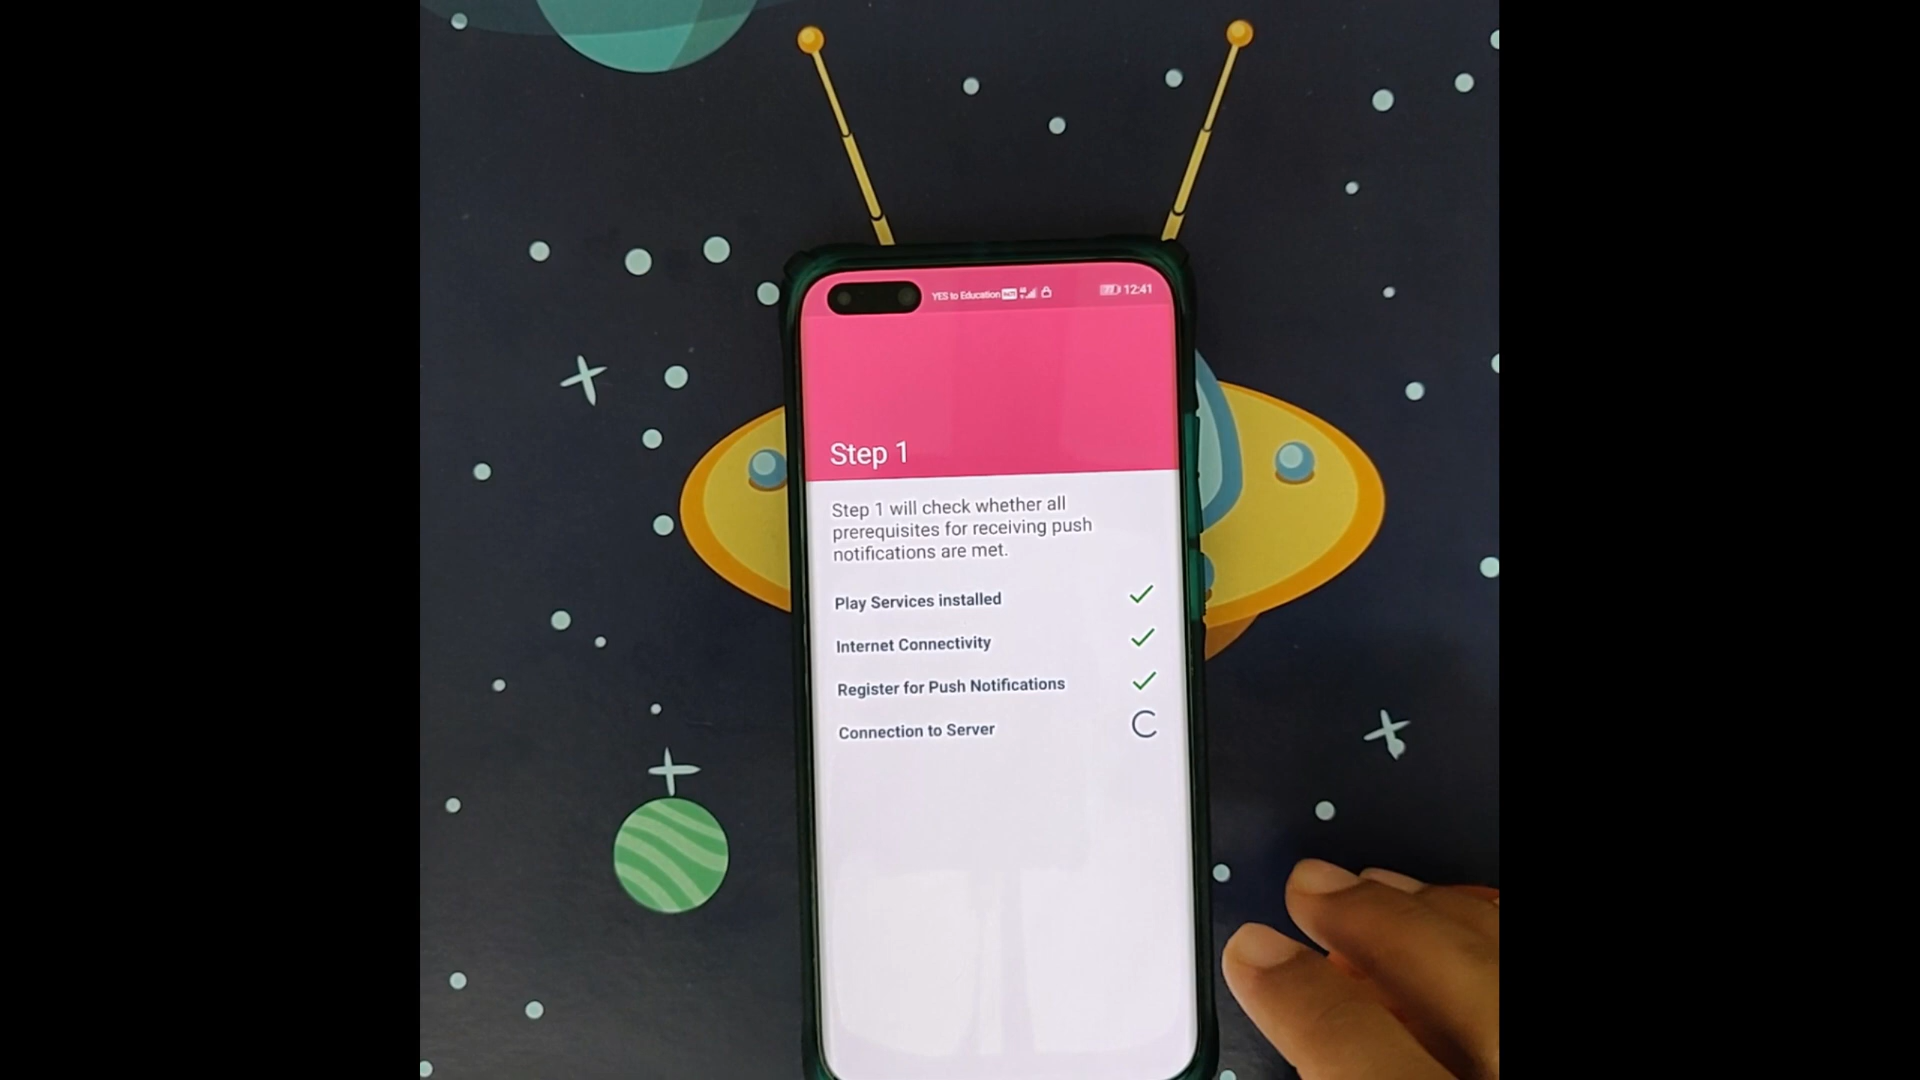 YES to Education 12:41
Step 1
Step 1 will check whether all
prerequisites for receiving push
notifications are met.
Play Services installed
Internet Connectivity
Register for Push Notifications
Connection to Server